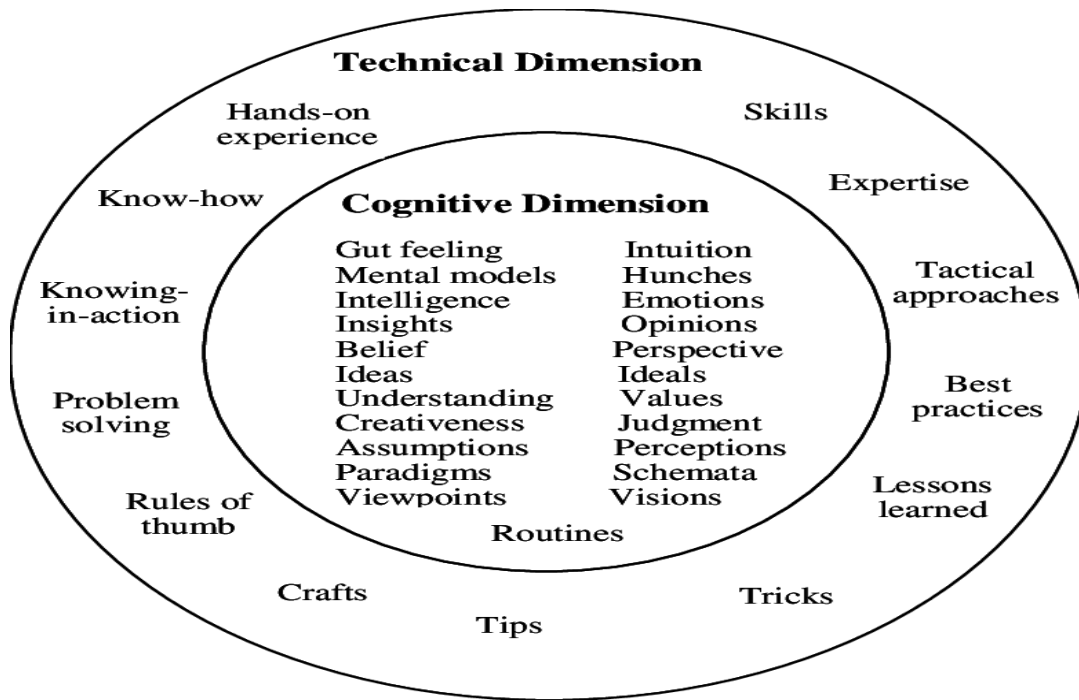 Technical Dimension
Hands-on
experience
Skills
Know-how
Expertise
Knowing-
in-action
Tactical
approaches
Problem
solving
Best
practices
Rules of
thumb
Lessons
learned
Crafts
Tips
Tricks
Cognitive Dimension
Gut feeling Intuition
Mental models Hunches
Intelligence Emotions
Insights Opinions
Belief Perspective
Ideas Ideals
Understanding Values
Creativeness Judgment
Assumptions Perceptions
Paradigms Schemata
Viewpoints Visions
Routines